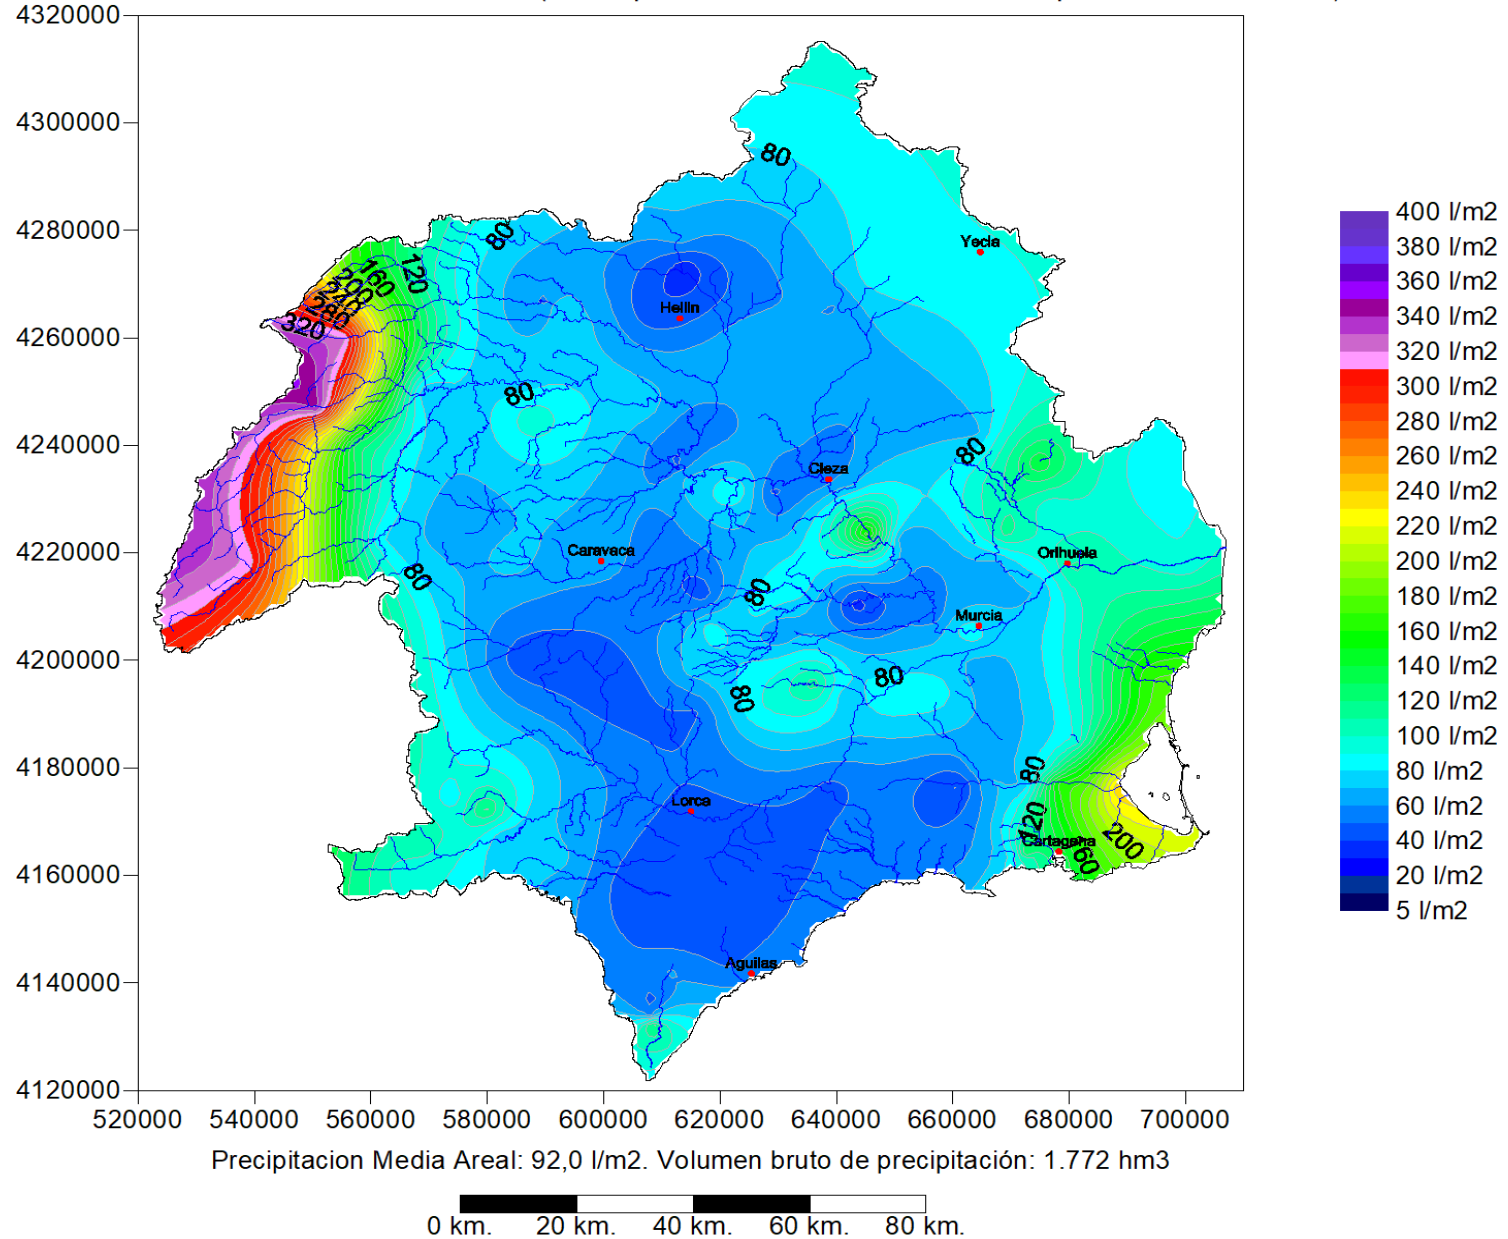 4320000
4300000
4280000
4260000
4240000
4220000
4200000
4180000
4160000
4140000
4120000
520000 540000 560000 580000 600000 620000 640000 660000 680000 700000
80
Yecla
80
120
160
200
240
280
320
Hellin
80
80
Cieza
Caravaca
Orihuela
80
80
Murcia
80
80
80
Lorca
120
Cartagena
160
200
Aguilas
400 l/m2
380 l/m2
360 l/m2
340 l/m2
320 l/m2
300 l/m2
280 l/m2
260 l/m2
240 l/m2
220 l/m2
200 l/m2
180 l/m2
160 l/m2
140 l/m2
120 l/m2
100 l/m2
80 l/m2
60 l/m2
40 l/m2
20 l/m2
5 l/m2
Precipitacion Media Areal: 92,0 l/m2. Volumen bruto de precipitación: 1.772 hm3
0 km. 20 km. 40 km. 60 km. 80 km.